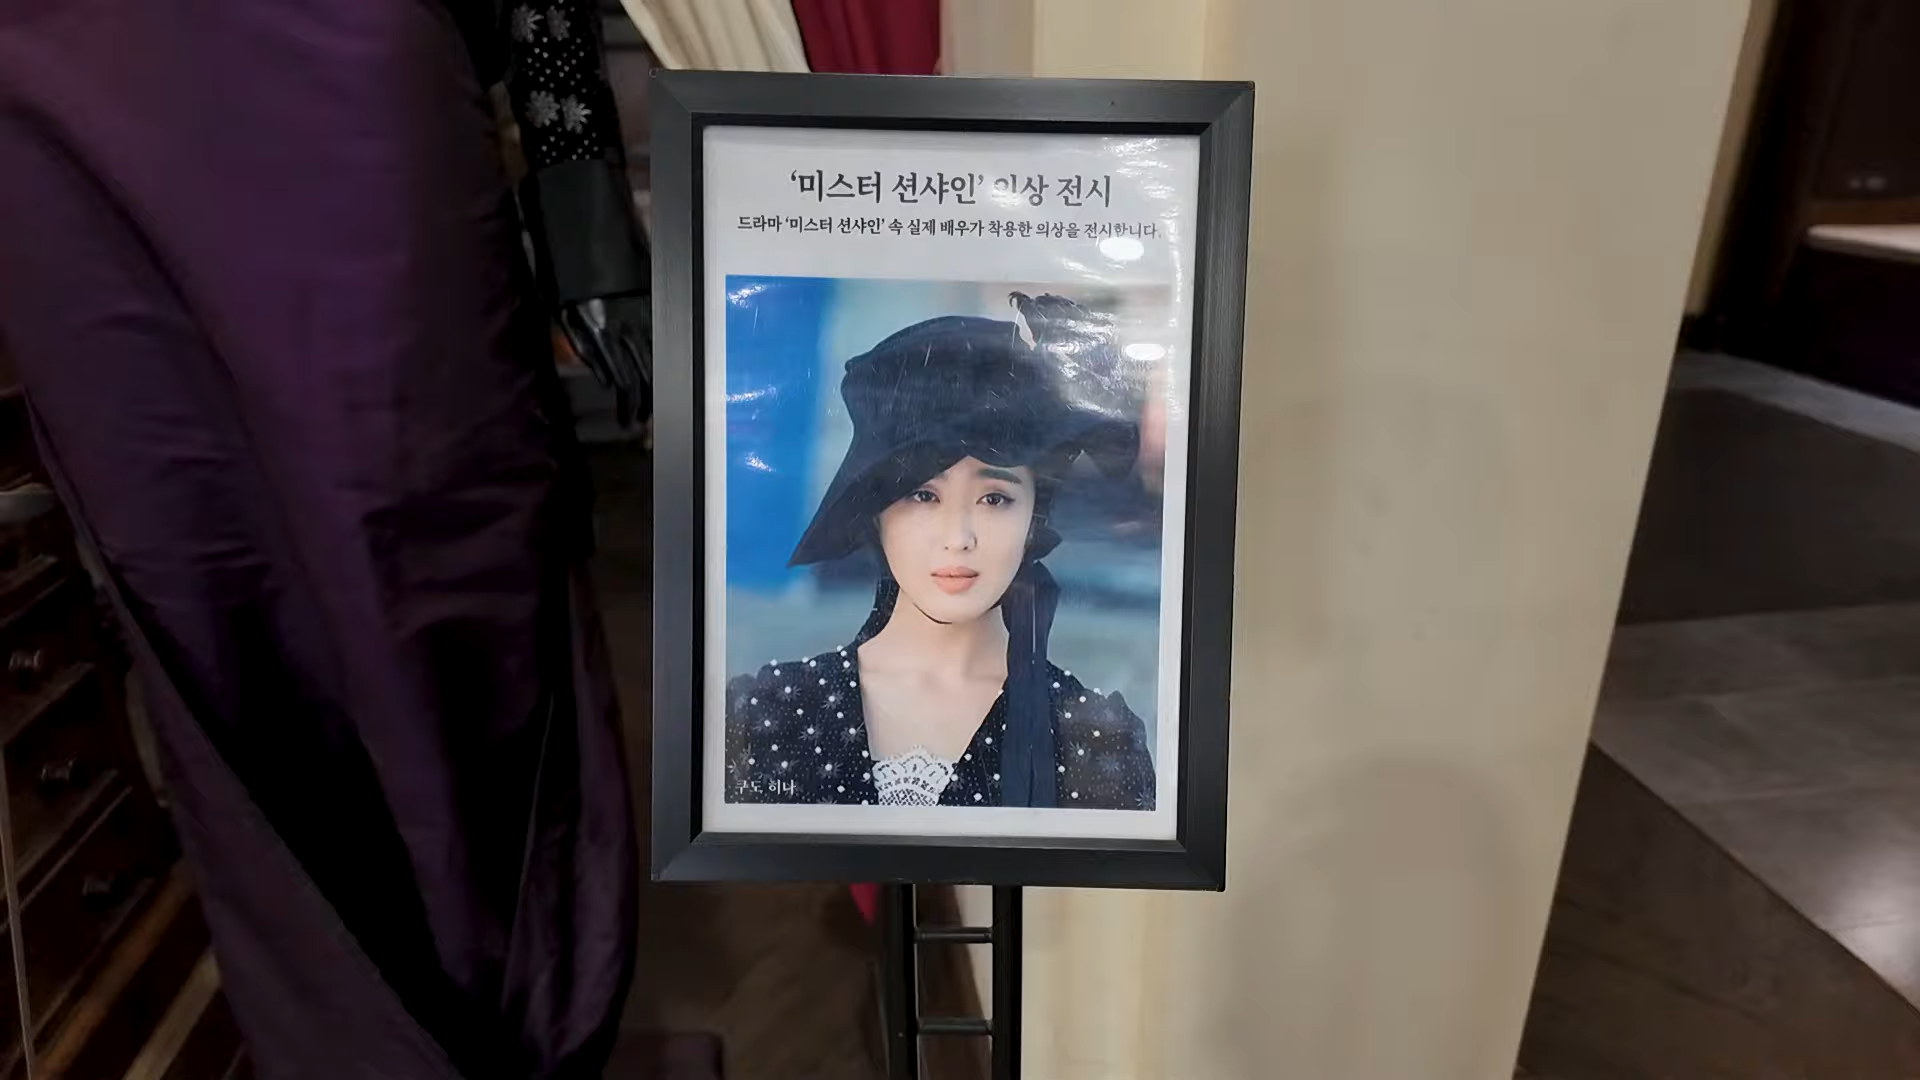 ‘미스터 션샤인’ 의상 전시
드라마 ‘미스터 션샤인’ 속 실제 배우가 착용한 의상을 전시합니다.
쿠도 히나